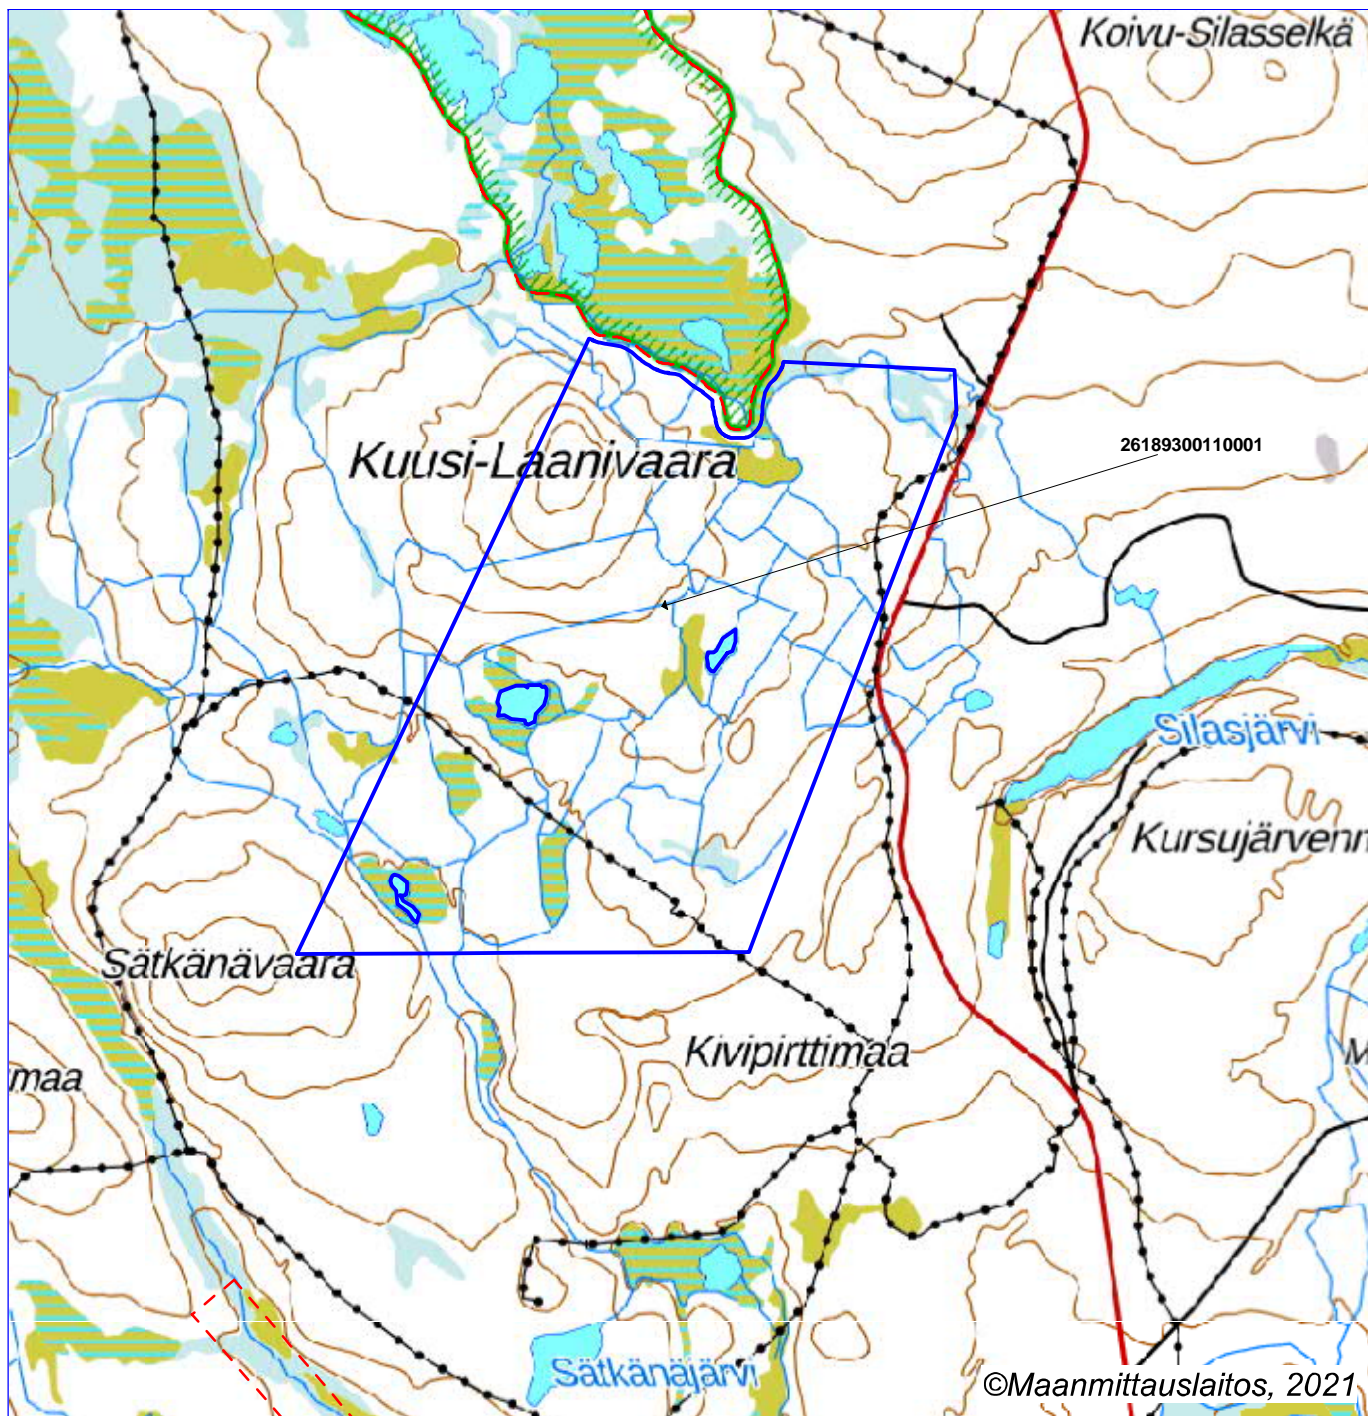 Koivu-Silasselkä
Kuusi-Laanivaara
26189300110001
Silasjärvi
Kursujärvenn
Sätkänävaara
Kivipirttimaa
maa
M
Sätkänäjärvi
©Maanmittauslaitos, 2021